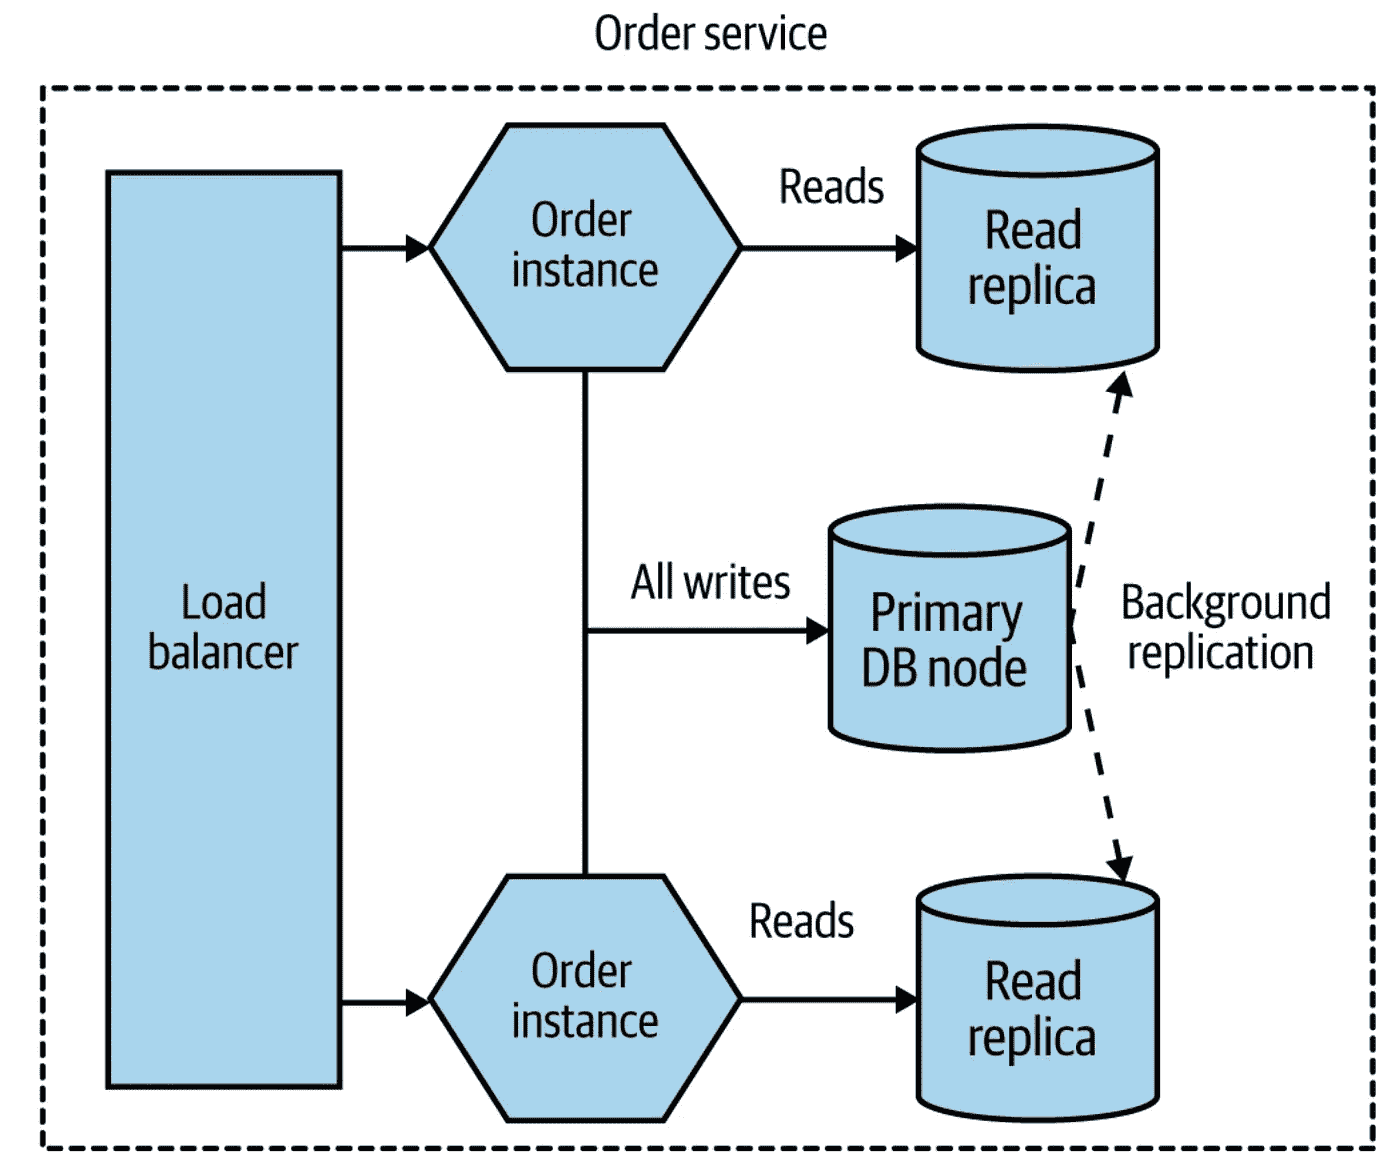 Order service
Order
instance
Reads
Read
replica
Load
balancer
All writes
Primary
DB node
Background
replication
Order
instance
Reads
Read
replica